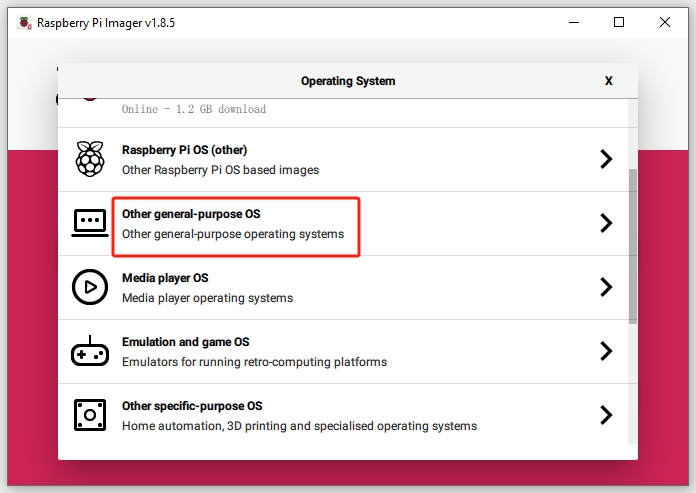 Raspberry Pi Imager v1.8.5
Operating System
X
Online - 1.2 GB download
Raspberry Pi OS (other)
Other Raspberry Pi OS based images
Other general-purpose OS
Other general-purpose operating systems
Media player OS
Media player operating systems
Emulation and game OS
Emulators for running retro-computing platforms
Other specific-purpose OS
Home automation, 3D printing and specialised operating systems